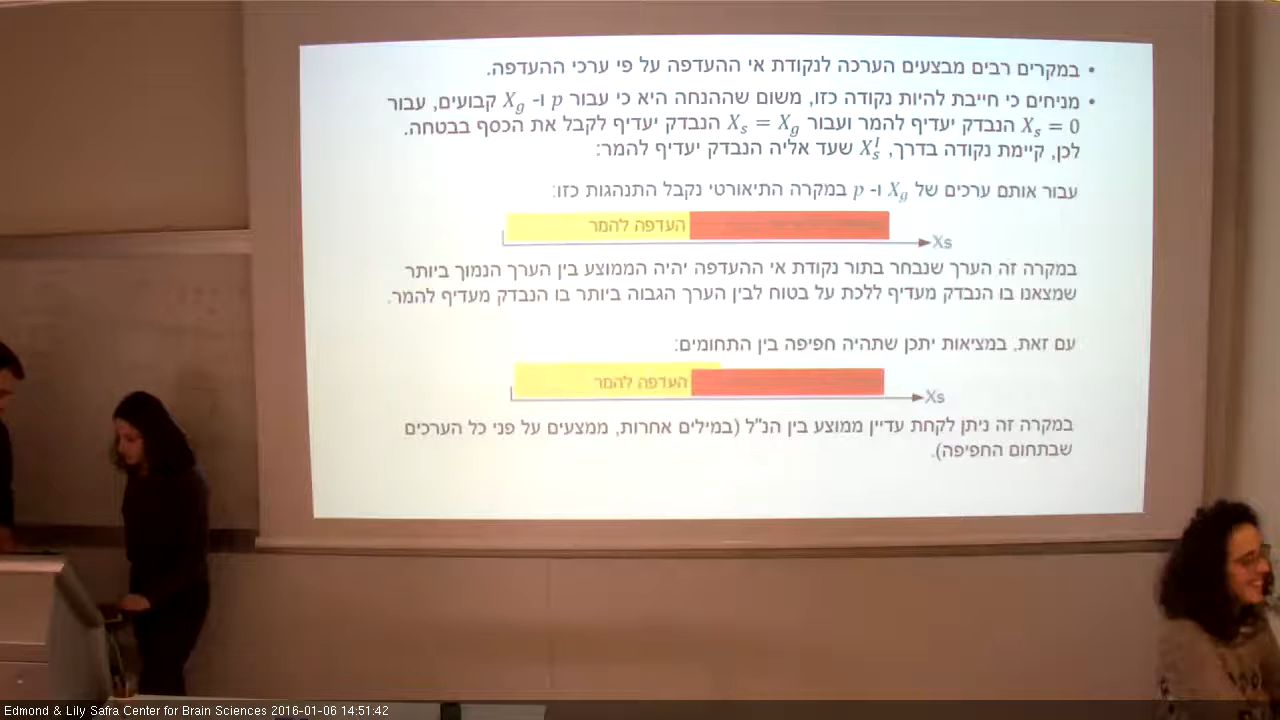 • במקרים רבים מבצעים הערכה לנקודת אי ההעדפה על פי ערכי ההעדפה.
• מניחים כי חייבת להיות נקודה כזו, משום שההנחה היא כי עבור p ו- X_g קבועים, עבור
X_s = 0 הנבדק יעדיף להמר ועבור X_s = X_g הנבדק יעדיף לקבל את הכסף בבטחה.
לכן, קיימת נקודה בדרך, X_s^I שעד אליה הנבדק יעדיף להמר:
עבור אותם ערכים של X_g ו- p במקרה התיאורטי נקבל התנהגות כזו:
העדפה להמר
Xs
במקרה זה הערך שנבחר בתור נקודת אי ההעדפה יהיה הממוצע בין הערך הנמוך ביותר
שמצאנו בו הנבדק מעדיף ללכת על בטוח לבין הערך הגבוה ביותר בו הנבדק מעדיף להמר.
עם זאת, במציאות יתכן שתהיה חפיפה בין התחומים:
העדפה להמר
Xs
במקרה זה ניתן לקחת עדיין ממוצע בין הנ"ל (במילים אחרות, ממצעים על פני כל הערכים
שבתחום החפיפה).
Edmond & Lily Safra Center for Brain Sciences 2016-01-06 14:51:42